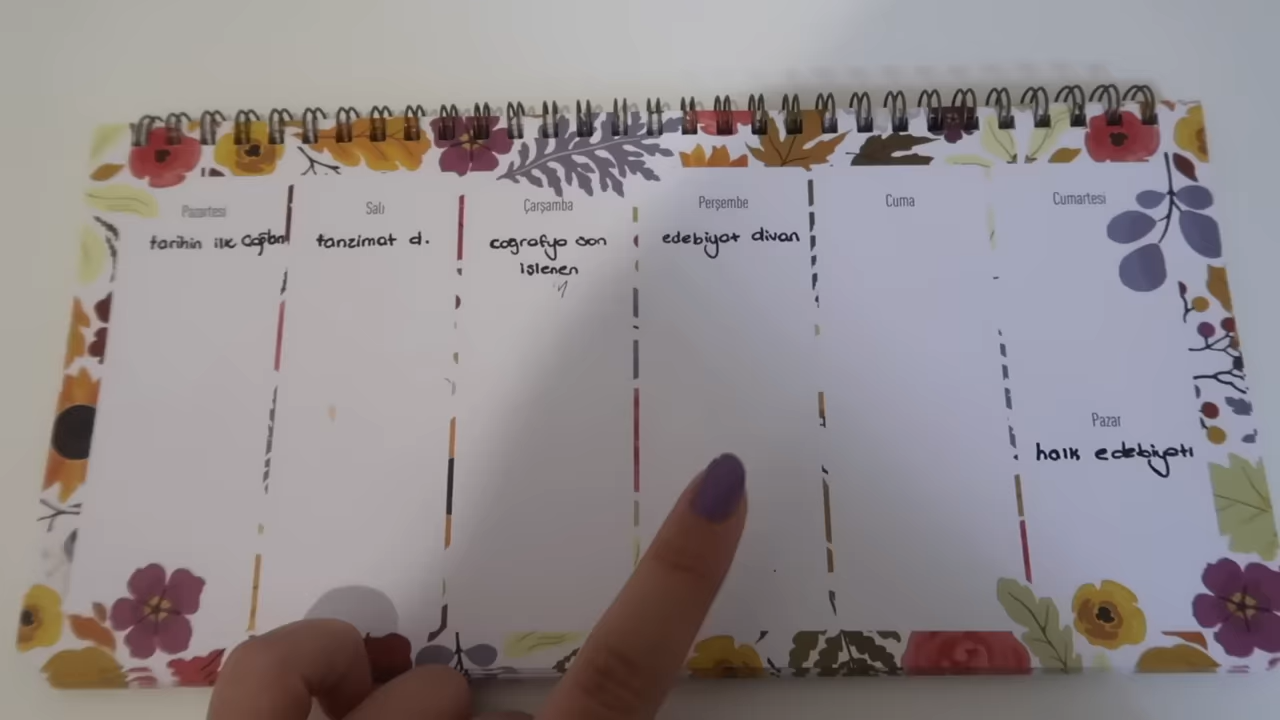 Pazartesi
tarihin ilk Çağları
Salı
tanzimat d.
Çarşamba
coğrafya son
işlenen
Perşembe
edebiyat divan
Cuma
Cumartesi
Pazar
halk edebiyatı